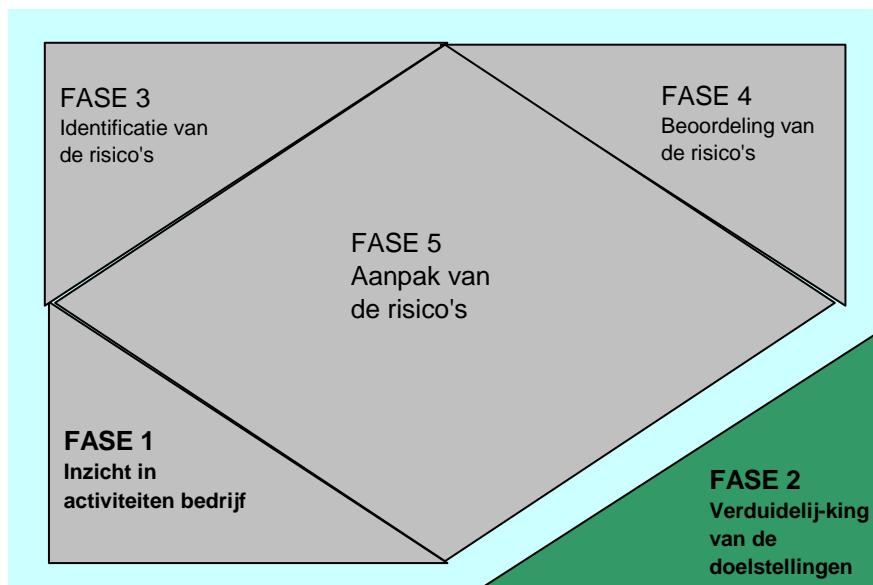 FASE 3
Identificatie van
de risico's
FASE 4
Beoordeling van
de risico's
FASE 5
Aanpak van
de risico's
FASE 1
Inzicht in
activiteiten bedrijf
FASE 2
Verduidelij-king
van de
doelstellingen